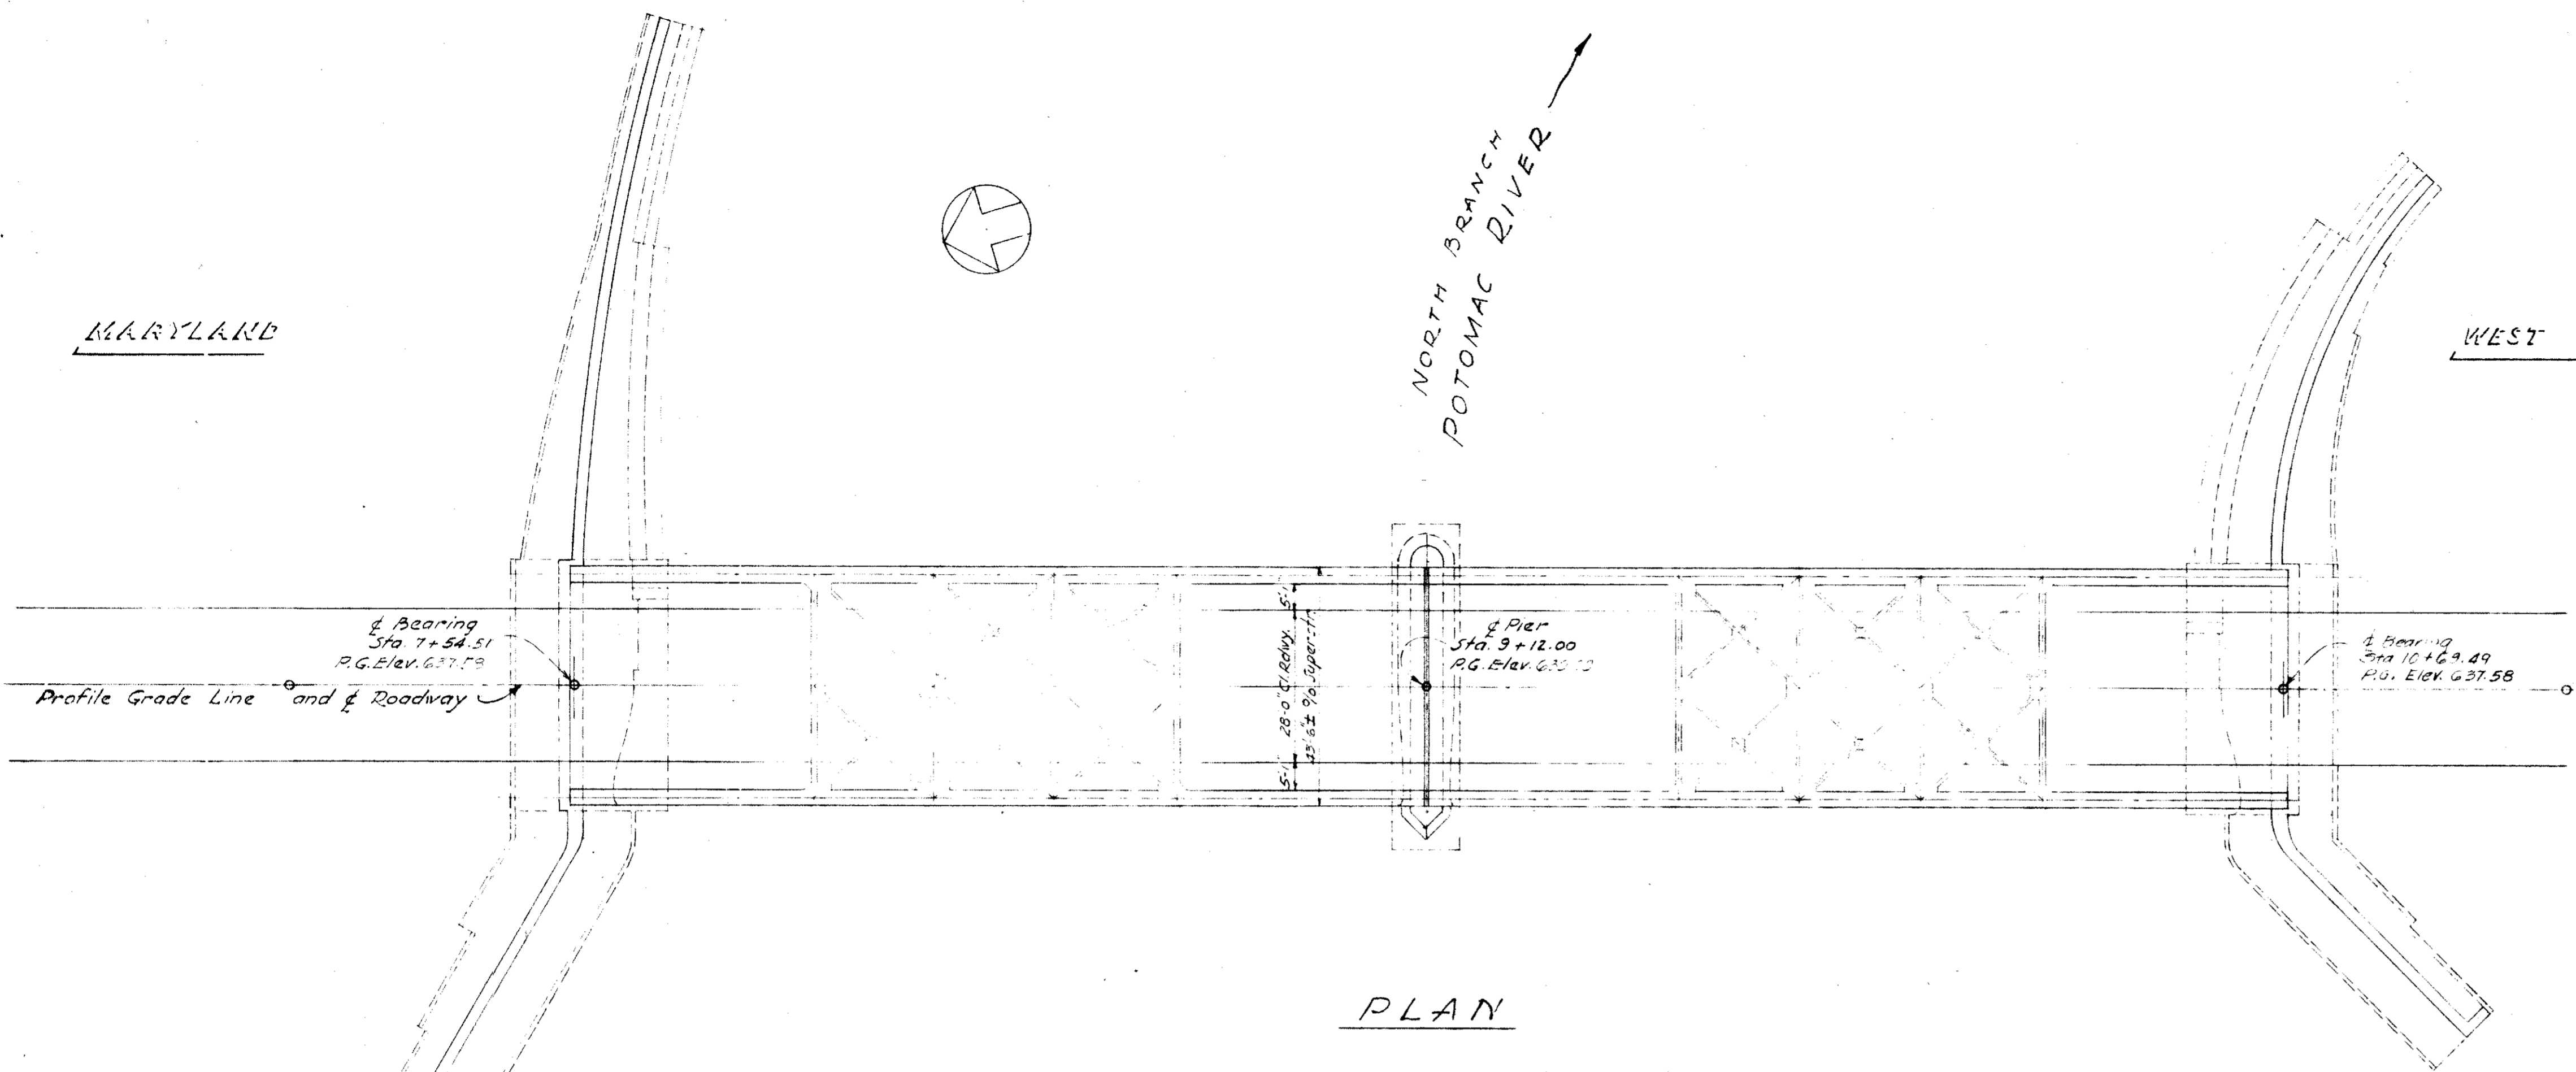 NORTH BRANCH
POTOMAC RIVER
MARYLAND
WEST
℄ Bearing
Sta. 7+54.51
P.G. Elev. 637.58
Profile Grade Line and ℄ Roadway
5'-1"
28'-0" Cl. Rdwy.
5'-1"
O/O Superstr.
℄ Pier
Sta. 9+12.00
P.G. Elev.
℄ Bearing
Sta 10+69.49
P.G. Elev. 637.58
PLAN